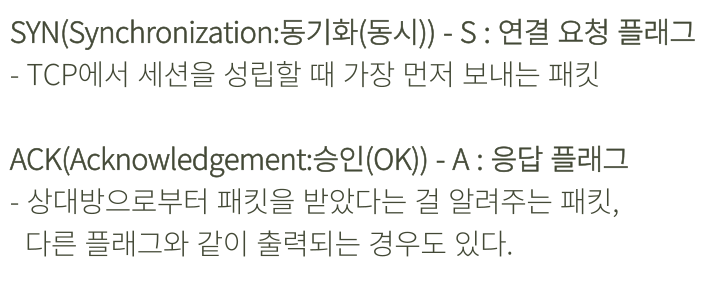 SYN(Synchronization:동기화(동시)) - S : 연결 요청 플래그
- TCP에서 세션을 성립할 때 가장 먼저 보내는 패킷
ACK(Acknowledgement:승인(OK)) - A : 응답 플래그
- 상대방으로부터 패킷을 받았다는 걸 알려주는 패킷,
다른 플래그와 같이 출력되는 경우도 있다.